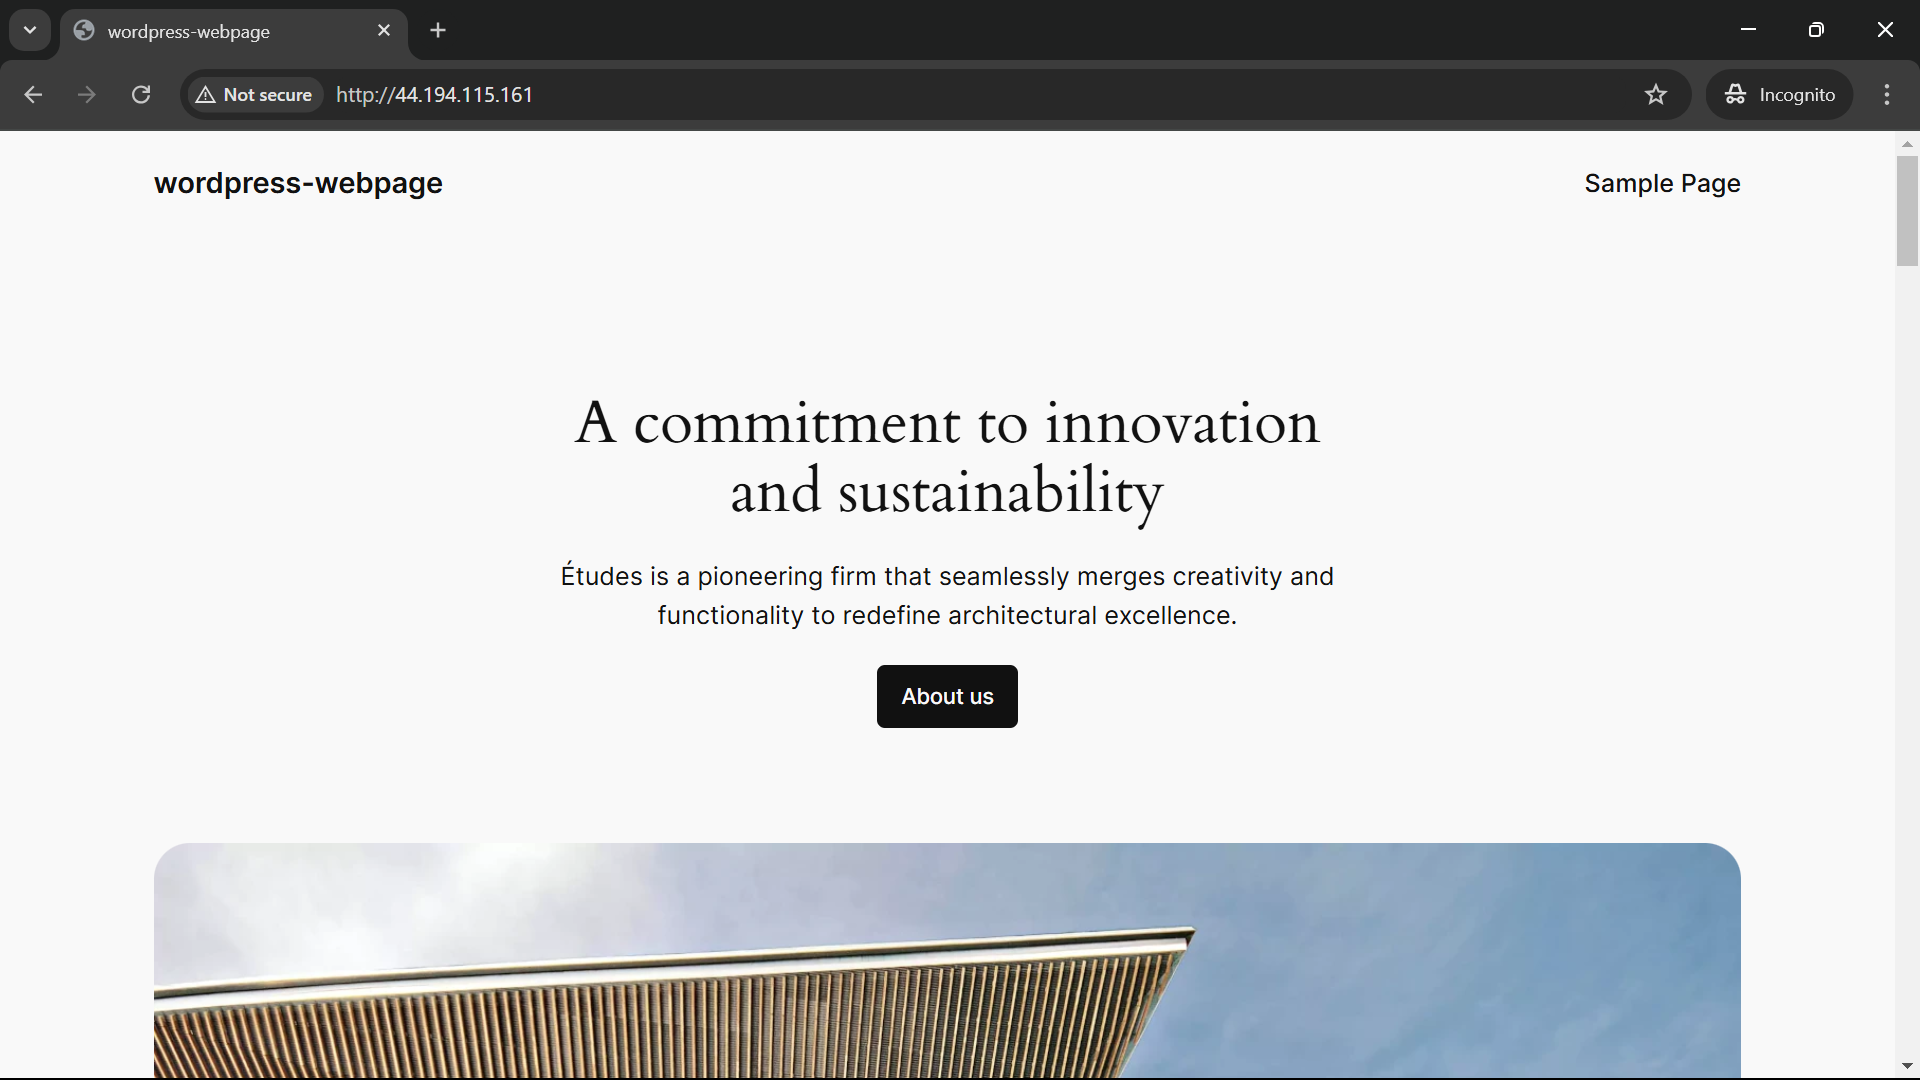 wordpress-webpage
Not secure
http://44.194.115.161
Incognito
wordpress-webpage
Sample Page
A commitment to innovation
and sustainability
Études is a pioneering firm that seamlessly merges creativity and
functionality to redefine architectural excellence.
About us